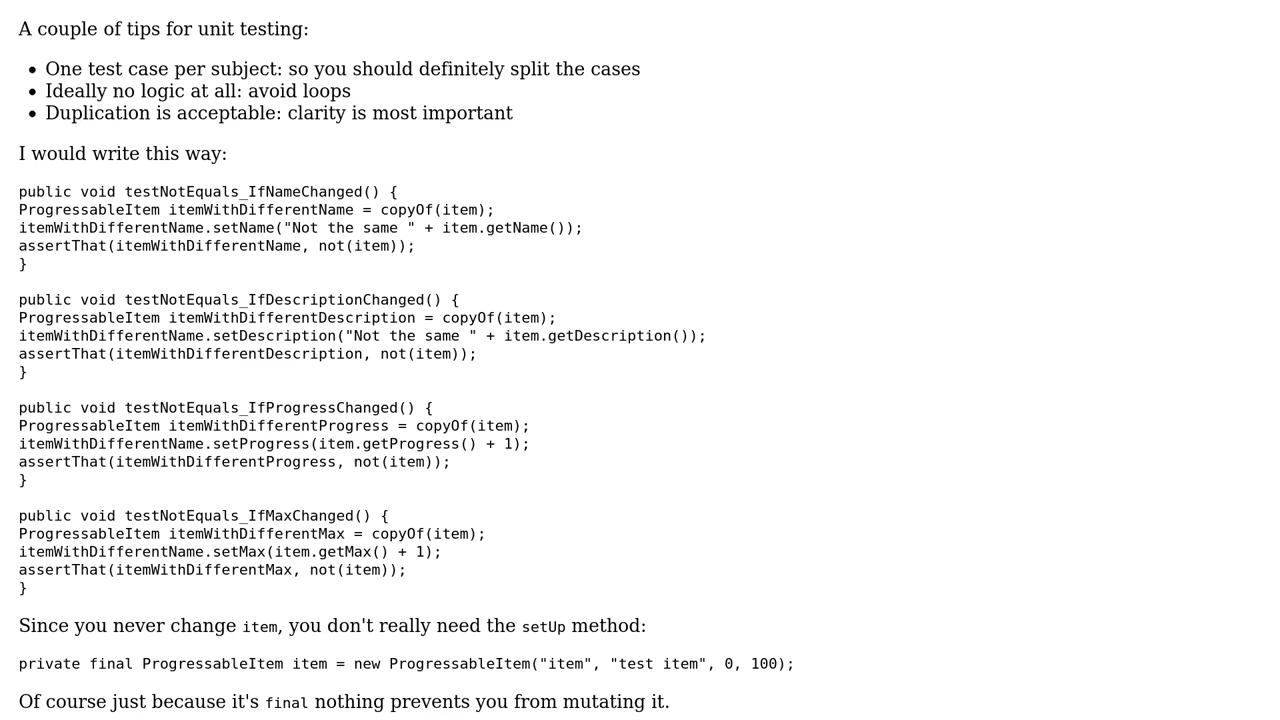 A couple of tips for unit testing:
• One test case per subject: so you should definitely split the cases
• Ideally no logic at all: avoid loops
• Duplication is acceptable: clarity is most important
I would write this way:
public void testNotEquals_IfNameChanged() {
ProgressableItem itemWithDifferentName = copyOf(item);
itemWithDifferentName.setName("Not the same " + item.getName());
assertThat(itemWithDifferentName, not(item));
}
public void testNotEquals_IfDescriptionChanged() {
ProgressableItem itemWithDifferentDescription = copyOf(item);
itemWithDifferentName.setDescription("Not the same " + item.getDescription());
assertThat(itemWithDifferentDescription, not(item));
}
public void testNotEquals_IfProgressChanged() {
ProgressableItem itemWithDifferentProgress = copyOf(item);
itemWithDifferentName.setProgress(item.getProgress() + 1);
assertThat(itemWithDifferentProgress, not(item));
}
public void testNotEquals_IfMaxChanged() {
ProgressableItem itemWithDifferentMax = copyOf(item);
itemWithDifferentName.setMax(item.getMax() + 1);
assertThat(itemWithDifferentMax, not(item));
}
Since you never change item, you don't really need the setUp method:
private final ProgressableItem item = new ProgressableItem("item", "test item", 0, 100);
Of course just because it's final nothing prevents you from mutating it.